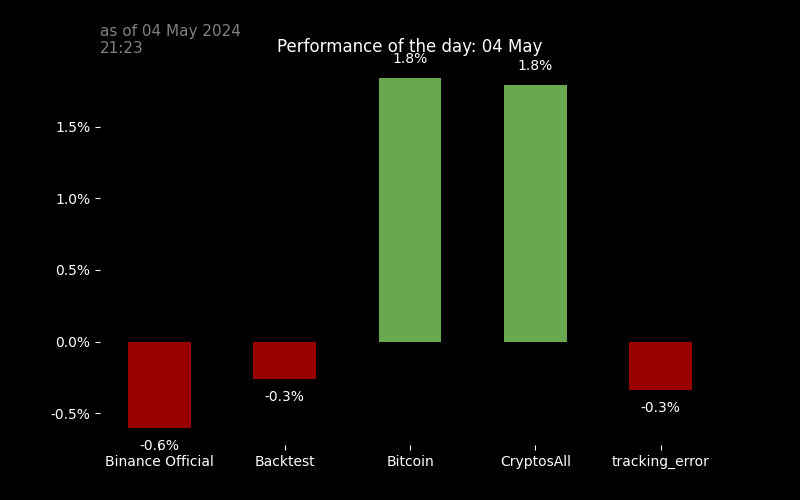 as of 04 May 2024
21:23
Performance of the day: 04 May
1.8%
1.8%
1.5%
1.0%
0.5%
0.0%
-0.5%
-0.3%
-0.3%
-0.6%
Binance Official
Backtest
Bitcoin
CryptosAll
tracking_error